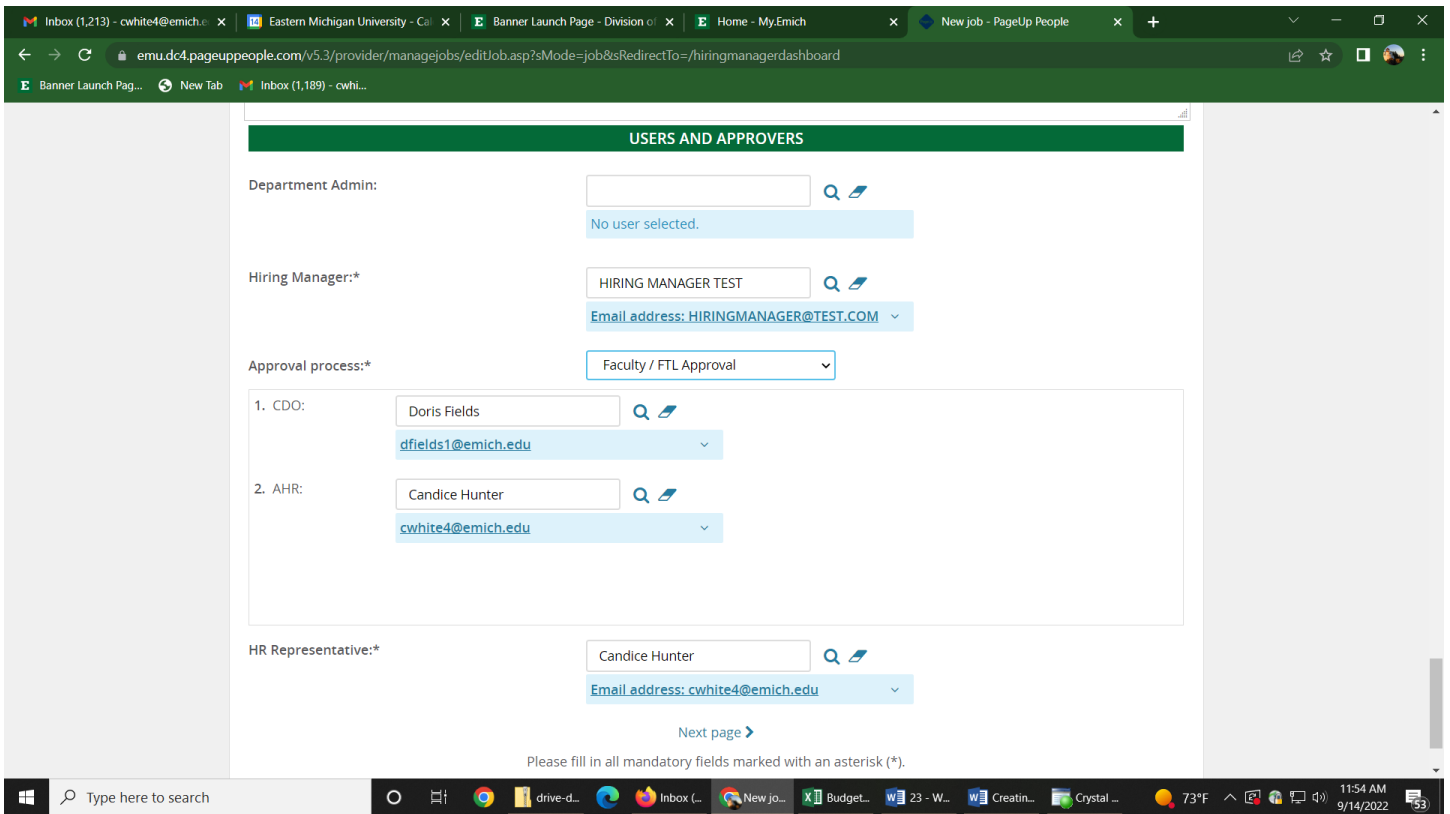 Inbox (1,213) - cwhite4@emich.e
14 Eastern Michigan University - Cal
E Banner Launch Page - Division of
E Home - My.Emich
New job - PageUp People
emu.dc4.pageuppeople.com/v5.3/provider/managejobs/editJob.asp?sMode=job&sRedirectTo=/hiringmanagerdashboard
E Banner Launch Pag... New Tab Inbox (1,189) - cwhi...
USERS AND APPROVERS
Department Admin:
No user selected.
Hiring Manager:* HIRING MANAGER TEST
Email address: HIRINGMANAGER@TEST.COM
Approval process:* Faculty / FTL Approval
1. CDO: Doris Fields
dfields1@emich.edu
2. AHR: Candice Hunter
cwhite4@emich.edu
HR Representative:* Candice Hunter
Email address: cwhite4@emich.edu
Next page
Please fill in all mandatory fields marked with an asterisk (*).
Type here to search
drive-d...
Inbox (...
New jo...
Budget...
23 - W...
Creatin...
Crystal ...
73°F
11:54 AM
9/14/2022
53